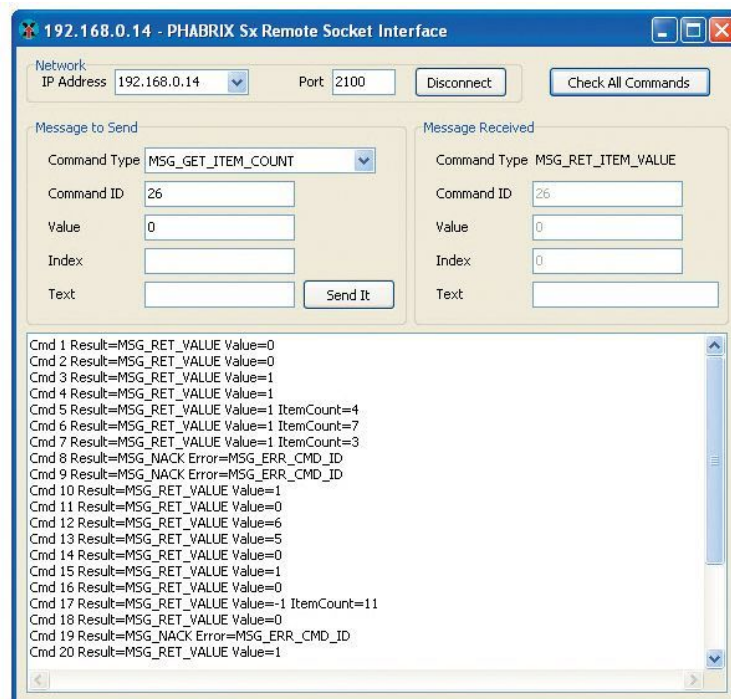 192.168.0.14 - PHABRIX Sx Remote Socket Interface
Network
IP Address 192.168.0.14 Port 2100 Disconnect Check All Commands
Message to Send
Command Type MSG_GET_ITEM_COUNT
Command ID 26
Value 0
Index
Text Send It
Message Received
Command Type MSG_RET_ITEM_VALUE
Command ID 26
Value 0
Index 0
Text
Cmd 1 Result=MSG_RET_VALUE Value=0
Cmd 2 Result=MSG_RET_VALUE Value=0
Cmd 3 Result=MSG_RET_VALUE Value=1
Cmd 4 Result=MSG_RET_VALUE Value=1
Cmd 5 Result=MSG_RET_VALUE Value=1 ItemCount=4
Cmd 6 Result=MSG_RET_VALUE Value=1 ItemCount=7
Cmd 7 Result=MSG_RET_VALUE Value=1 ItemCount=3
Cmd 8 Result=MSG_NACK Error=MSG_ERR_CMD_ID
Cmd 9 Result=MSG_NACK Error=MSG_ERR_CMD_ID
Cmd 10 Result=MSG_RET_VALUE Value=1
Cmd 11 Result=MSG_RET_VALUE Value=0
Cmd 12 Result=MSG_RET_VALUE Value=6
Cmd 13 Result=MSG_RET_VALUE Value=5
Cmd 14 Result=MSG_RET_VALUE Value=0
Cmd 15 Result=MSG_RET_VALUE Value=1
Cmd 16 Result=MSG_RET_VALUE Value=0
Cmd 17 Result=MSG_RET_VALUE Value=-1 ItemCount=11
Cmd 18 Result=MSG_RET_VALUE Value=0
Cmd 19 Result=MSG_NACK Error=MSG_ERR_CMD_ID
Cmd 20 Result=MSG_RET_VALUE Value=1